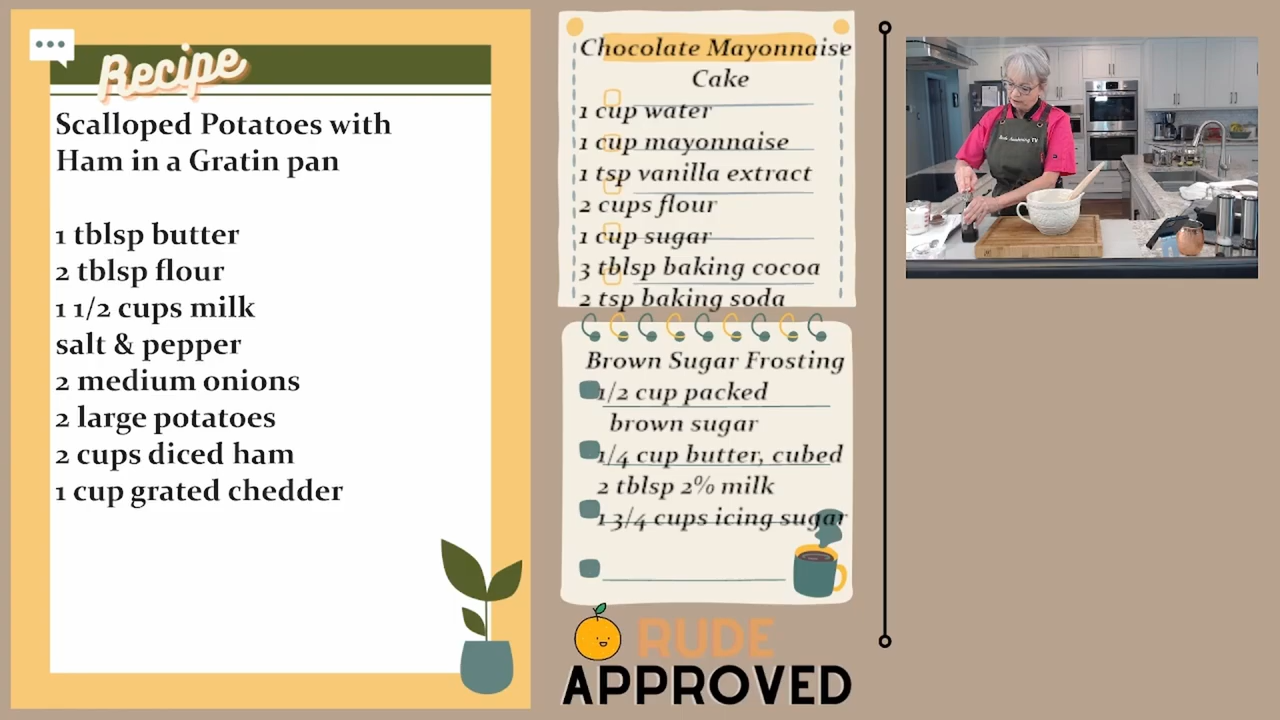 Recipe
Scalloped Potatoes with
Ham in a Gratin pan
1 tblsp butter
2 tblsp flour
1 1/2 cups milk
salt & pepper
2 medium onions
2 large potatoes
2 cups diced ham
1 cup grated chedder
Chocolate Mayonnaise
Cake
1 cup water
1 cup mayonnaise
1 tsp vanilla extract
2 cups flour
1 cup sugar
3 tblsp baking cocoa
2 tsp baking soda
Brown Sugar Frosting
1/2 cup packed
brown sugar
1/4 cup butter, cubed
2 tblsp 2% milk
1 3/4 cups icing sugar
RUDE
APPROVED